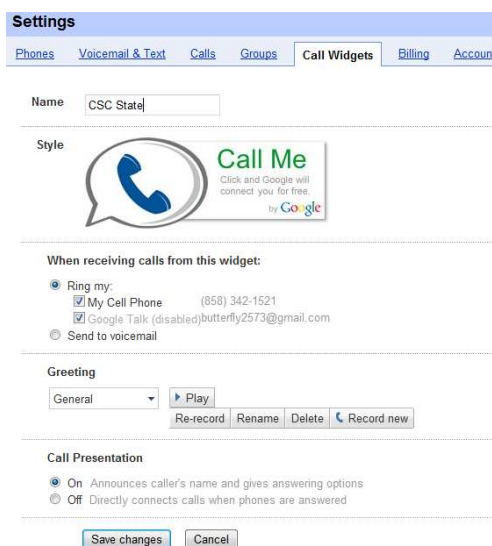 Settings
Phones Voicemail & Text Calls Groups Call Widgets Billing Accoun
Name CSC State
Style
Call Me
Click and Google will
connect you for
free.
by Google
When receiving calls from this widget:
Ring my:
My Cell Phone (858) 342-1521
Google Talk (disabled)butterfly2573@gmail.com
Send to voicemail
Greeting
General Play
Re-record Rename Delete Record new
Call Presentation
On Announces caller's name and gives answering options
Off Directly connects calls when phones are answered
Save changes Cancel